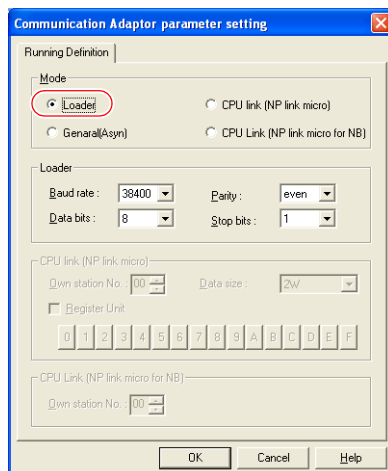 Communication Adaptor parameter setting
Running Definition
Mode
Loader
CPU link (NP link micro)
Genaral(Asyn)
CPU Link (NP link micro for NB)
Loader
Baud rate : 38400 Parity : even
Data bits : 8 Stop bits : 1
CPU link (NP link micro)
Own station No. : 00 Data size : 2W
Register Unit
0 1 2 3 4 5 6 7 8 9 A B C D E F
CPU Link (NP link micro for NB)
Own station No. : 00
OK Cancel Help